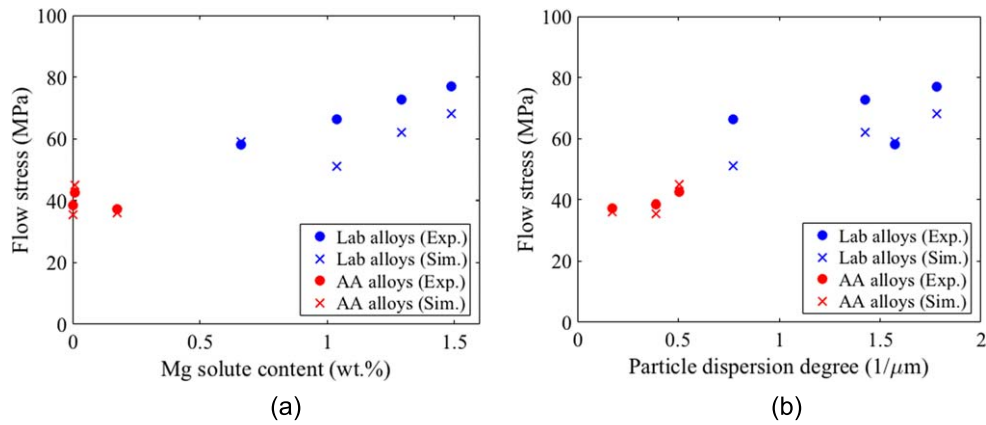 100
80
60
40
20
0
Flow stress (MPa)
0 0.5 1 1.5
Mg solute content (wt.%)
Lab alloys (Exp.)
Lab alloys (Sim.)
AA alloys (Exp.)
AA alloys (Sim.)
(a)
100
80
60
40
20
0
Flow stress (MPa)
0 0.5 1 1.5 2
Particle dispersion degree (1/μm)
Lab alloys (Exp.)
Lab alloys (Sim.)
AA alloys (Exp.)
AA alloys (Sim.)
(b)